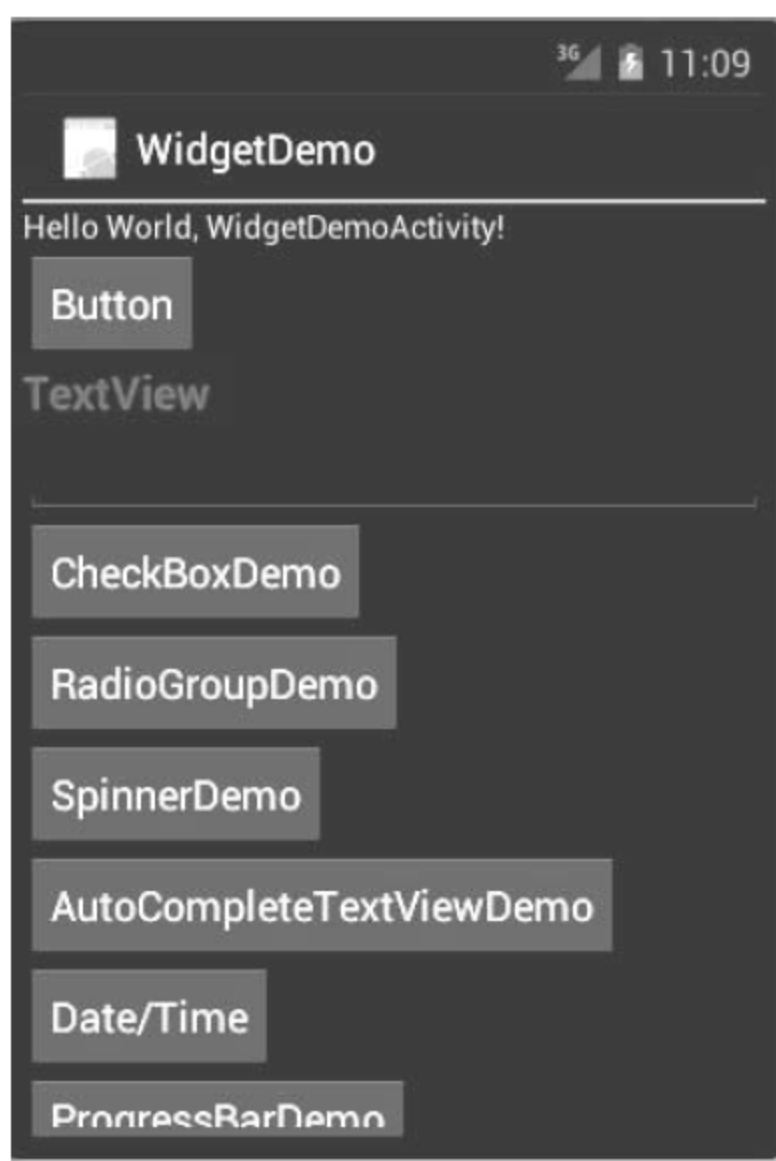 3G 11:09
WidgetDemo
Hello World, WidgetDemoActivity!
Button
TextView
CheckBoxDemo
RadioGroupDemo
SpinnerDemo
AutoCompleteTextViewDemo
Date/Time
ProgressBarDemo